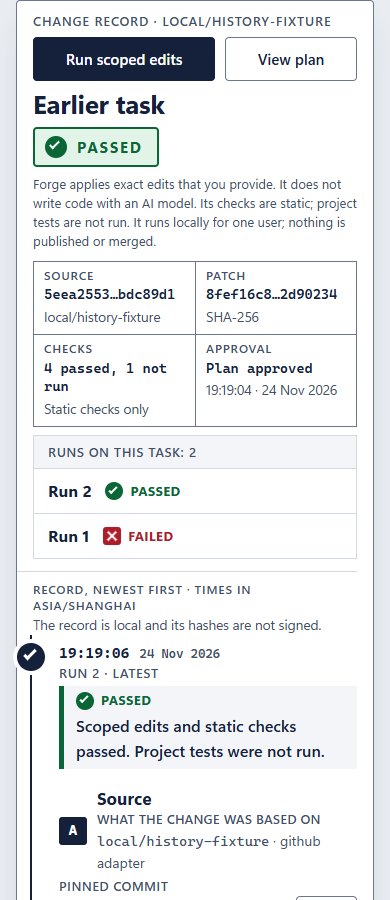 CHANGE RECORD · LOCAL/HISTORY-FIXTURE
Run scoped edits
View plan
Earlier task
PASSED
Forge applies exact edits that you provide. It does not
write code with an AI model. Its checks are static; project
tests are not run. It runs locally for one user; nothing is
published or merged.
SOURCE
5eea2553…bdc89d1
local/history-fixture
PATCH
8fef16c8…2d90234
SHA-256
CHECKS
4 passed, 1 not
run
Static checks only
APPROVAL
Plan approved
19:19:04 · 24 Nov 2026
RUNS ON THIS TASK: 2
Run 2 PASSED
Run 1 FAILED
RECORD, NEWEST FIRST · TIMES IN
ASIA/SHANGHAI
The record is local and its hashes are not signed.
19:19:06 24 Nov 2026
RUN 2 · LATEST
PASSED
Scoped edits and static checks
passed. Project tests were not run.
Source
A
WHAT THE CHANGE WAS BASED ON
local/history-fixture · github
adapter
PINNED COMMIT